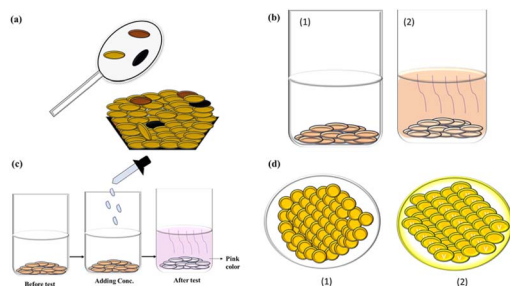 (a)
(b)
(1)
(2)
(c)
Before test
Adding Conc.
After test
Pink
color
(d)
(1)
(2)